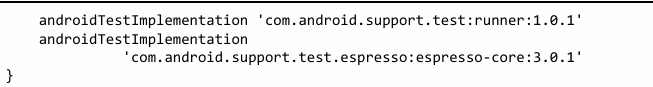 androidTestImplementation 'com.android.support.test:runner:1.0.1'
androidTestImplementation
'com.android.support.test.espresso:espresso-core:3.0.1'
}